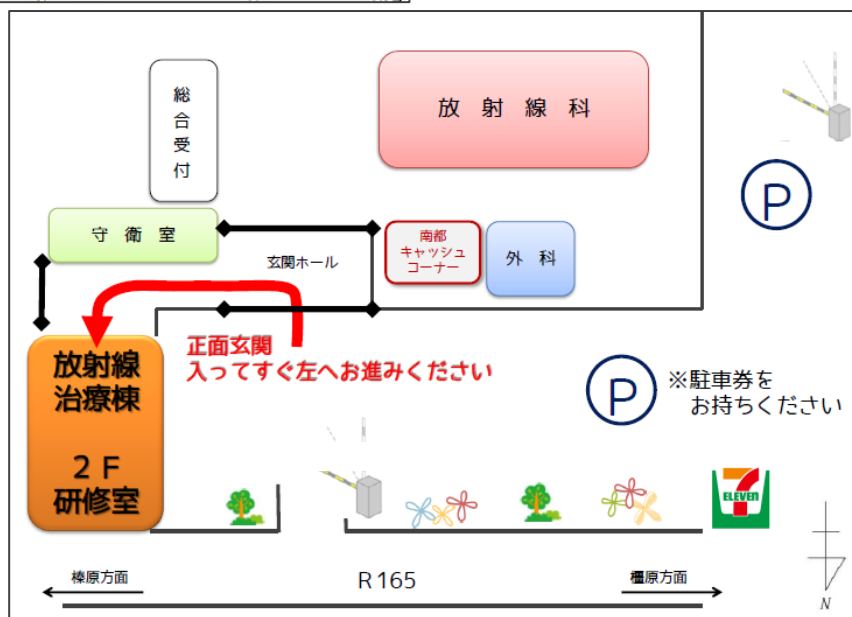 総合受付
放射線科
P
守衛室
玄関ホール
南都
キャッシュ
コーナー
外科
正面玄関
入ってすぐ左へお進みください
放射線
治療棟
２Ｆ
研修室
P
※駐車券を
お持ちください
7
ELEVEN
榛原方面
R165
橿原方面
N